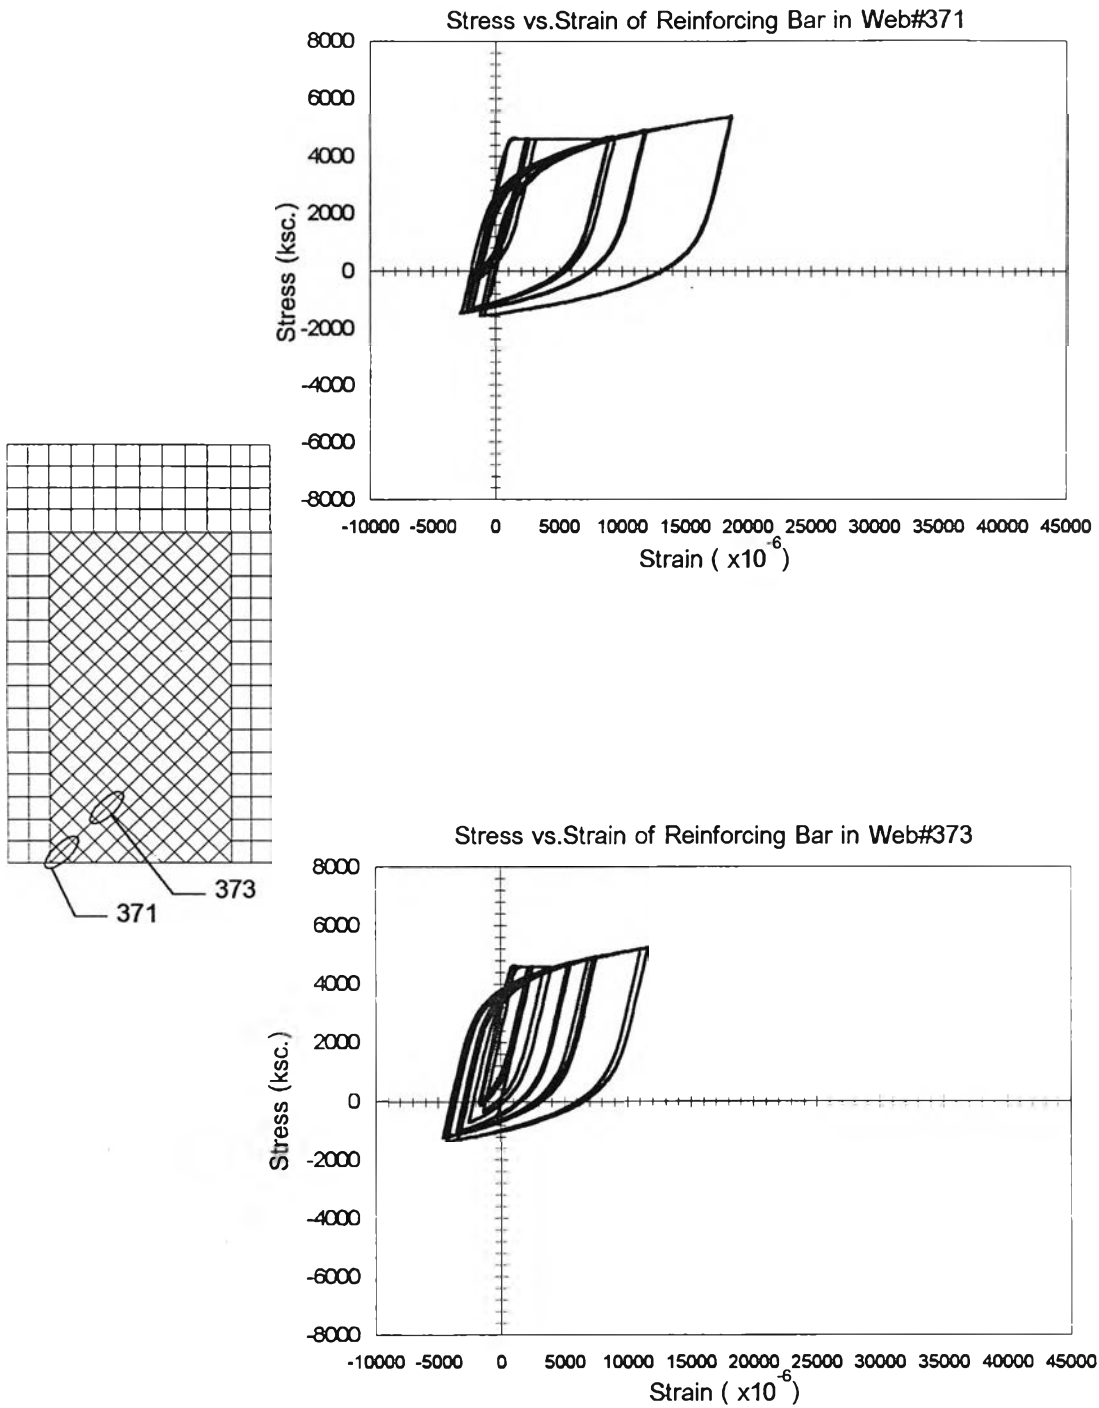 Stress vs.Strain of Reinforcing Bar in Web#371
8000
6000
4000
2000
0
-2000
-4000
-6000
-8000
Stress (ksc.)
-10000 -5000 0 5000 10000 15000 20000 25000 30000 35000 40000 45000
Strain ( x10-6)
373
371
Stress vs.Strain of Reinforcing Bar in Web#373
8000
6000
4000
2000
0
-2000
-4000
-6000
-8000
Stress (ksc.)
-10000 -5000 0 5000 10000 15000 20000 25000 30000 35000 40000 45000
Strain ( x10-6)